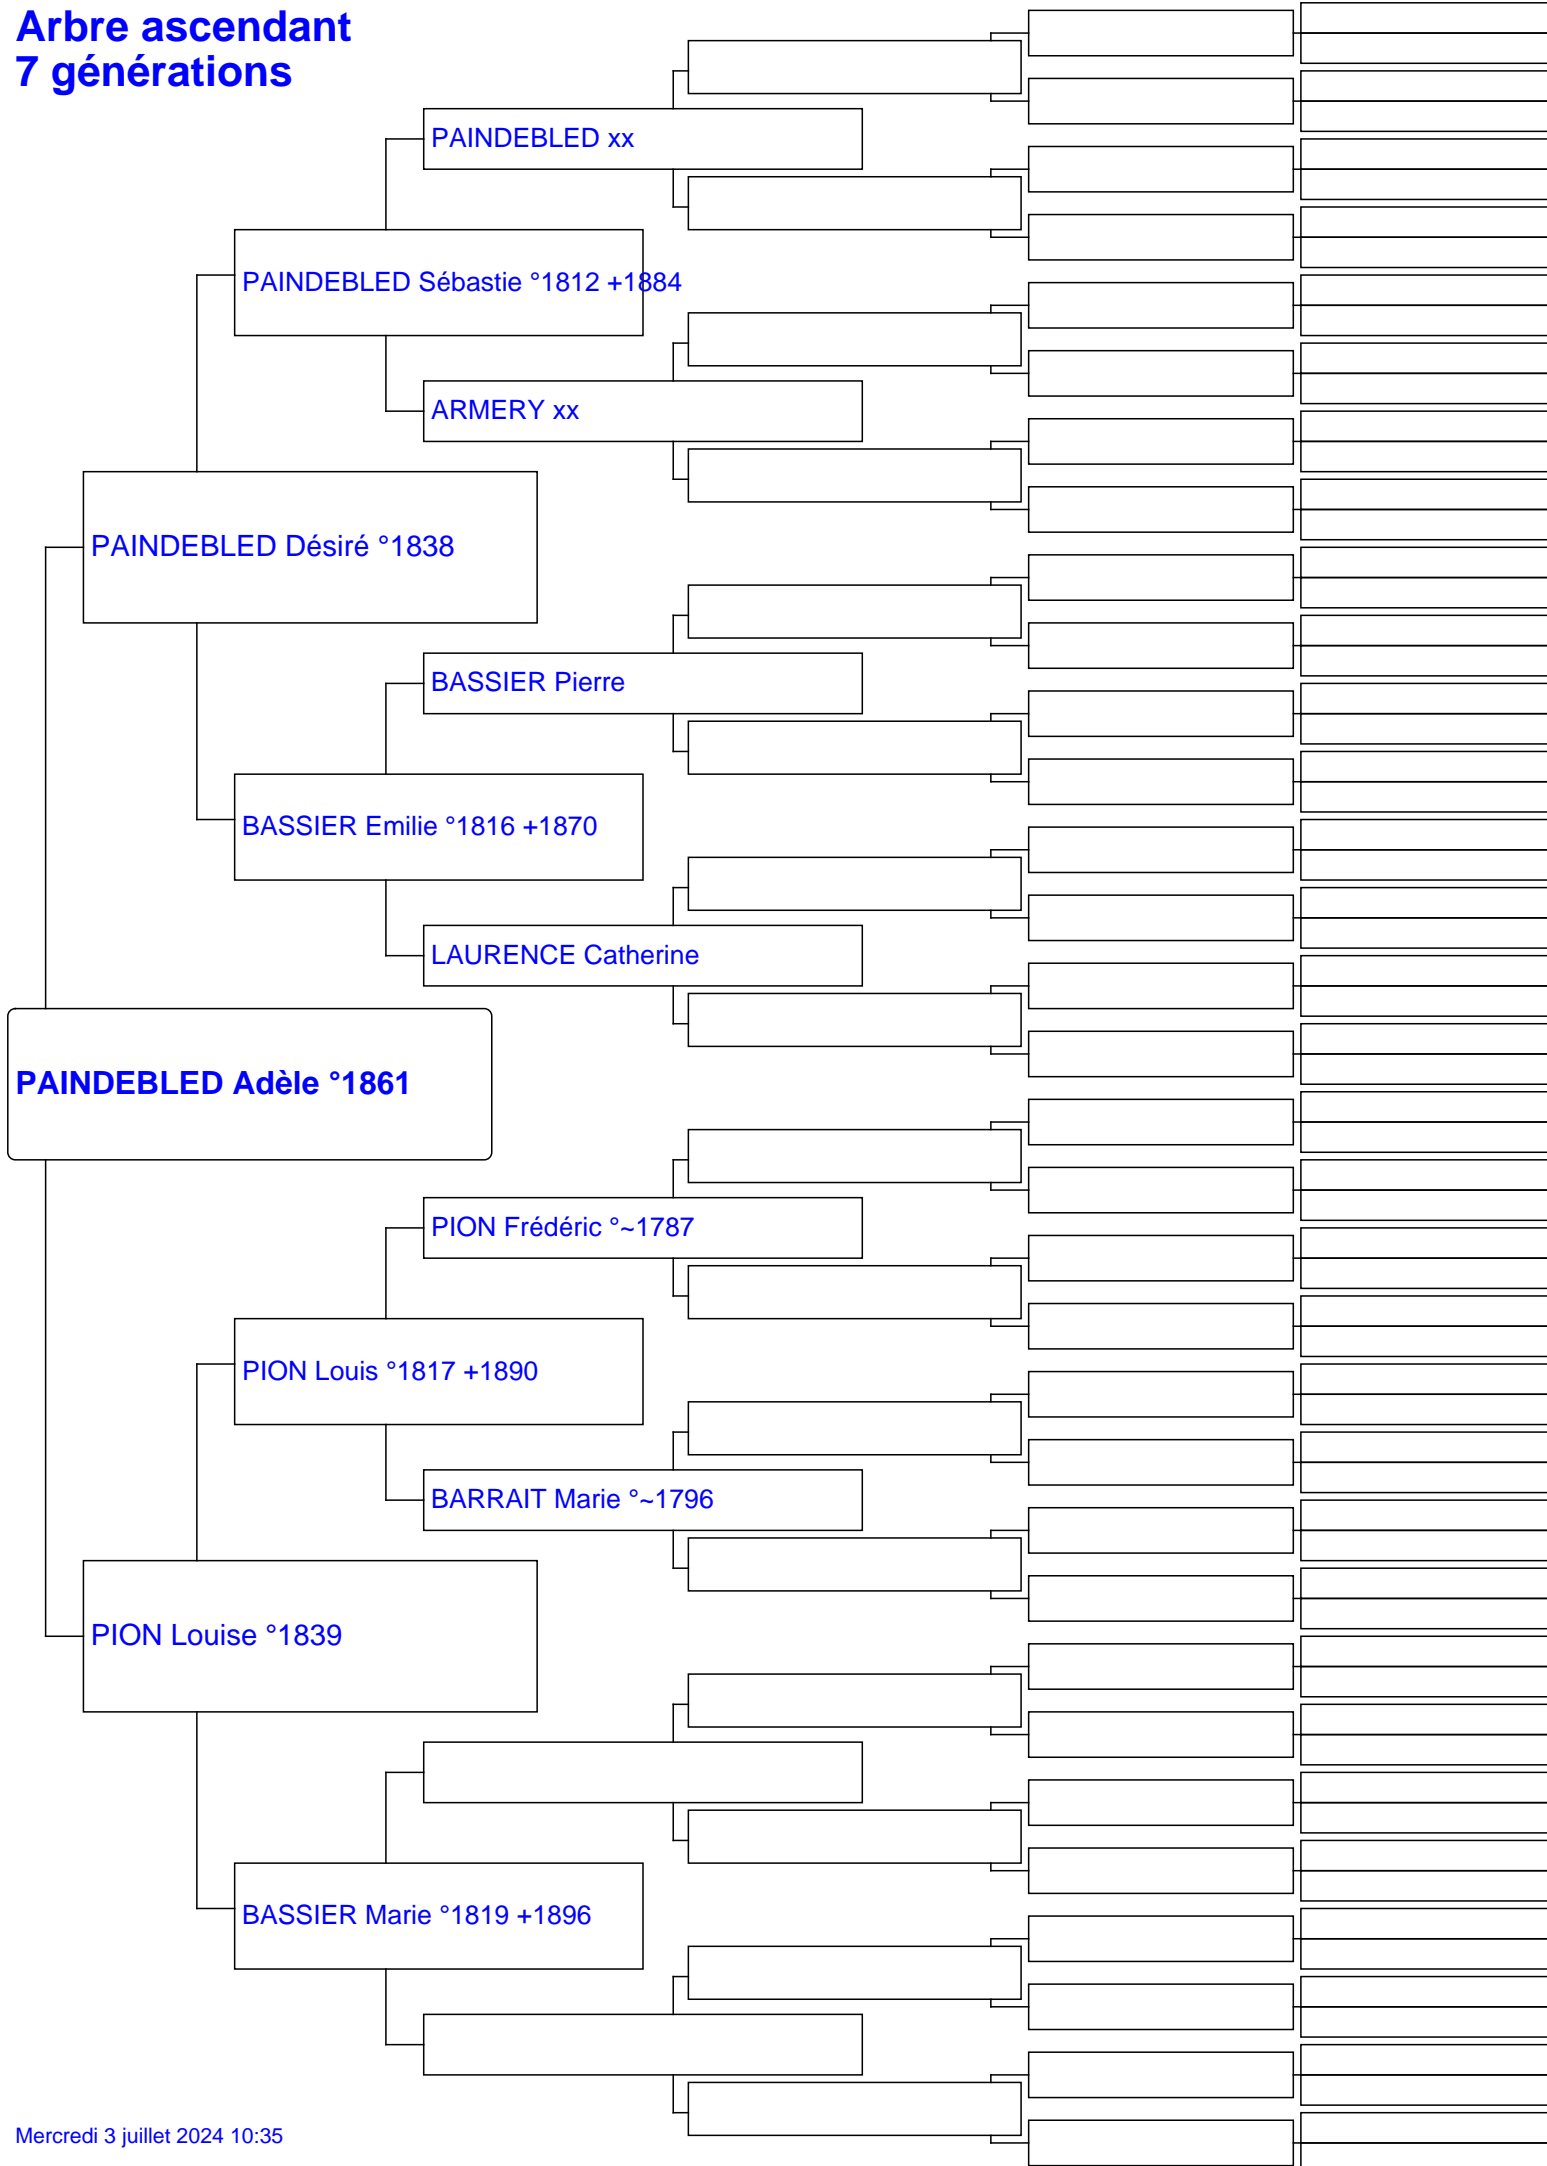 Arbre ascendant
7 générations
PAINDEBLED xx
PAINDEBLED Sébastie °1812 +1884
ARMERY xx
PAINDEBLED Désiré °1838
BASSIER Pierre
BASSIER Emilie °1816 +1870
LAURENCE Catherine
PAINDEBLED Adèle °1861
PION Frédéric °~1787
PION Louis °1817 +1890
BARRAIT Marie °~1796
PION Louise °1839
BASSIER Marie °1819 +1896
Mercredi 3 juillet 2024 10:35